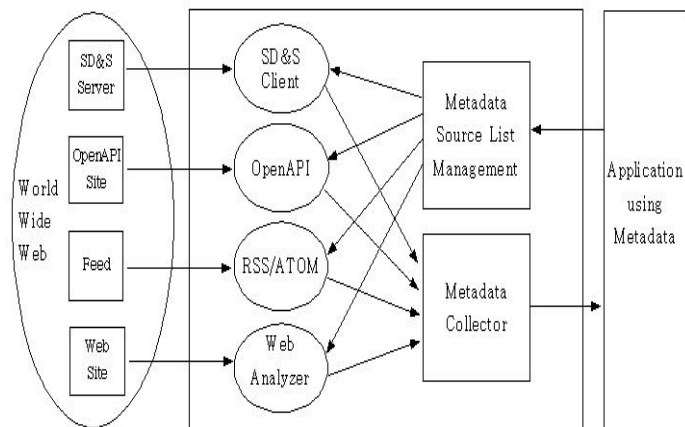 World
Wide
Web
SD&S
Server
OpenAPI
Site
Feed
Web
Site
SD&S
Client
OpenAPI
RSS/ATOM
Web
Analyzer
Metadata
Source List
Management
Metadata
Collector
Application
using
Metadata